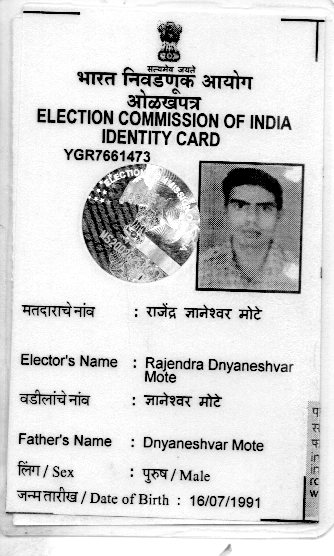 सत्यमेव जयते
भारत निवडणूक आयोग
ओळखपत्र
ELECTION COMMISSION OF INDIA
IDENTITY CARD
YGR7661473
मतदाराचे नांव : राजेंद्र ज्ञानेश्वर मोटे
Elector's Name : Rajendra Dnyaneshvar
Mote
वडीलांचे नांव : ज्ञानेश्वर मोटे
Father's Name : Dnyaneshvar Mote
लिंग / Sex : पुरुष / Male
जन्म तारीख / Date of Birth : 16/07/1991